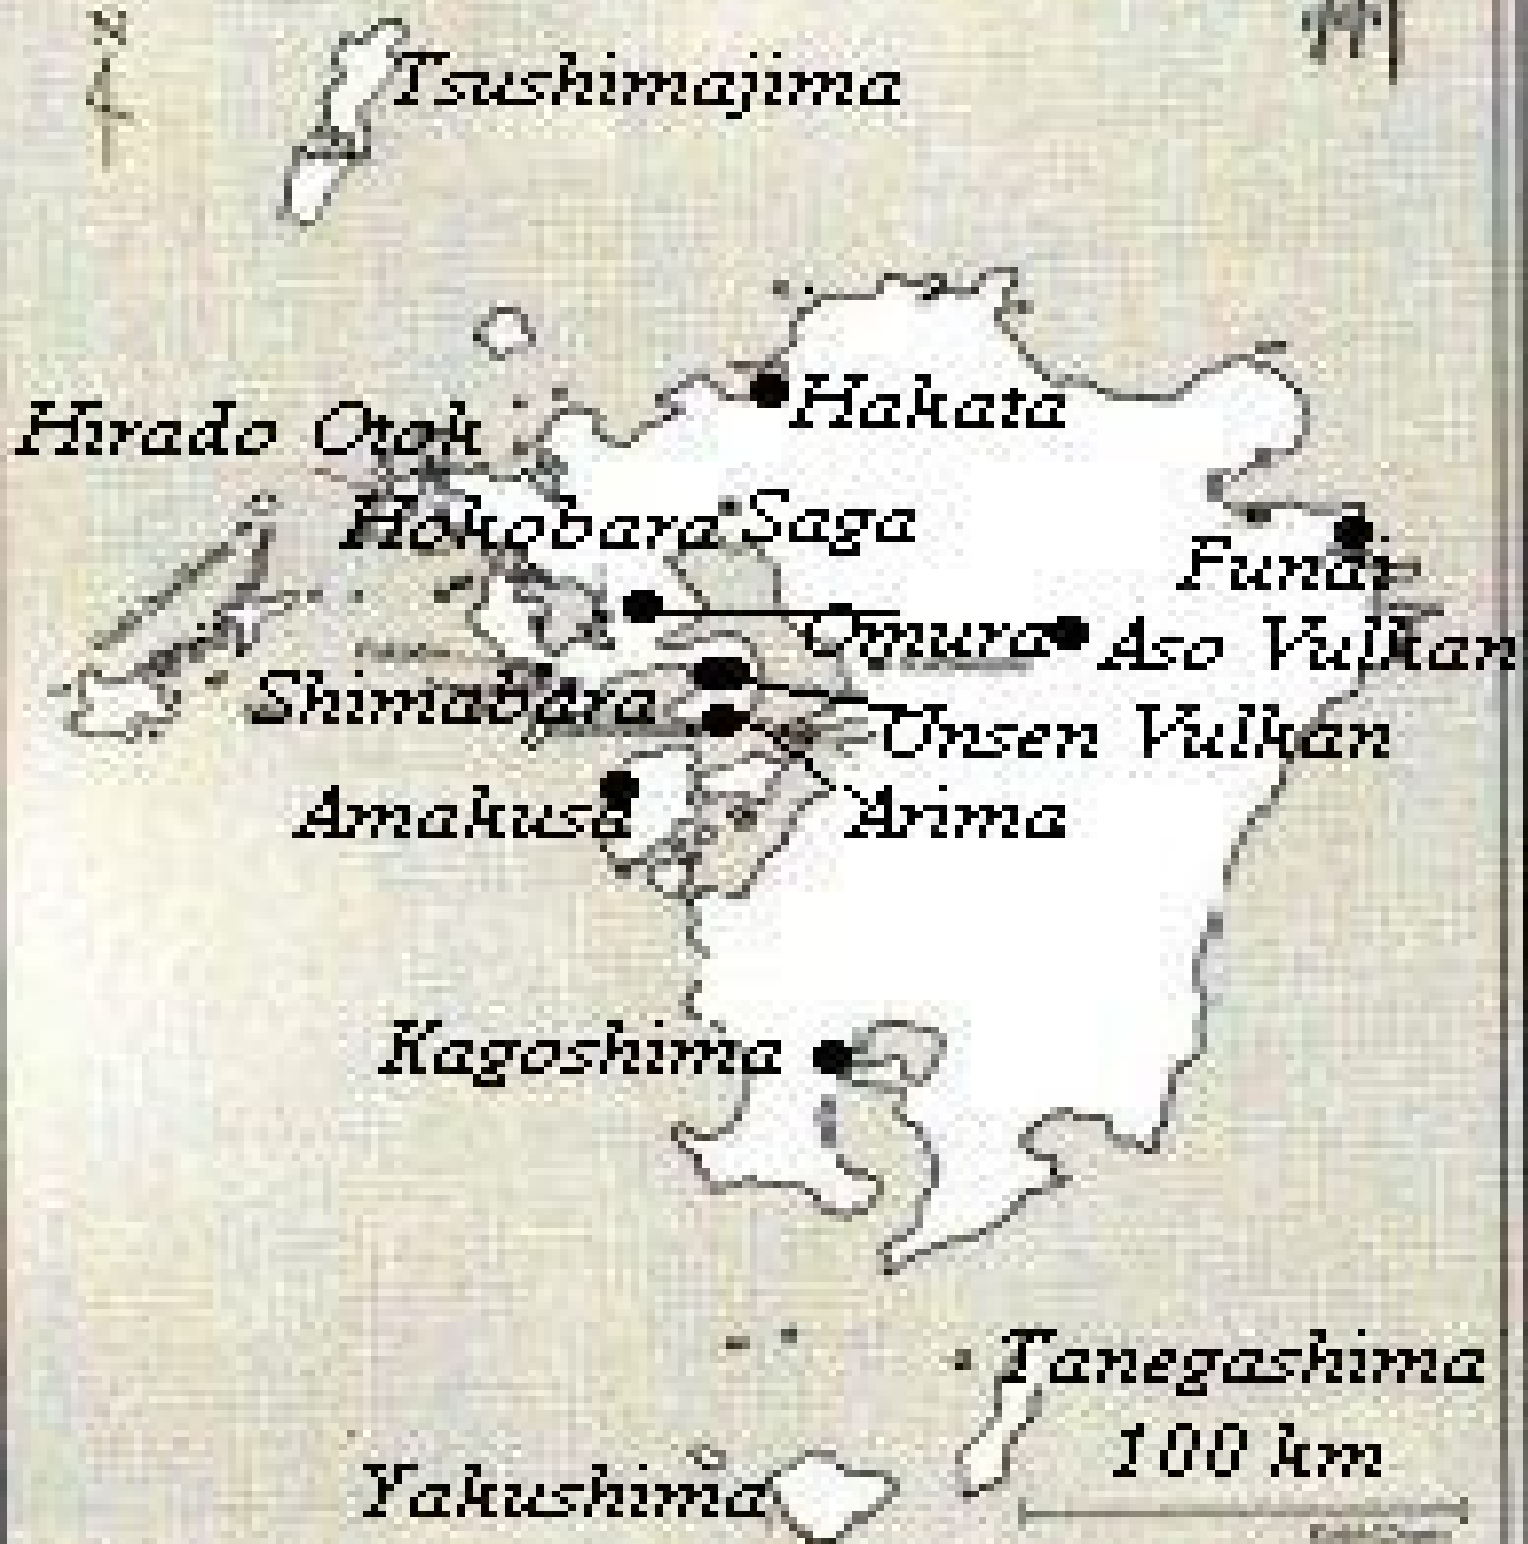 N
州
Tsushimajima
Hakata
Hirado Otok
Hokobara
Saga
Funai
Omura
Aso Vulkan
Shimabara
Unsen Vulkan
Amakusa
Arima
Kagoshima
Tanegashima
100 km
Yakushima